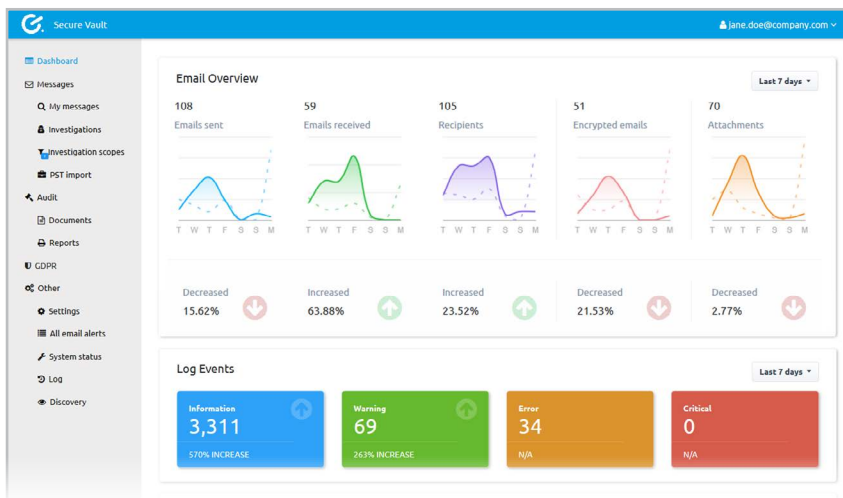 Secure Vault
jane.doe@company.com
Dashboard
Messages
My messages
Investigations
Investigation scopes
PST import
Audit
Documents
Reports
GDPR
Other
Settings
All email alerts
System status
Log
Discovery
Email Overview
Last 7 days
108
Emails sent
59
Emails received
105
Recipients
51
Encrypted emails
70
Attachments
T W T F S S M
T W T F S S M
T W T F S S M
T W T F S S M
T W T F S S M
Decreased
15.62%
Increased
63.88%
Increased
23.52%
Decreased
21.53%
Decreased
2.77%
Log Events
Last 7 days
Information
3,311
570% INCREASE
Warning
69
263% INCREASE
Error
34
N/A
Critical
0
N/A